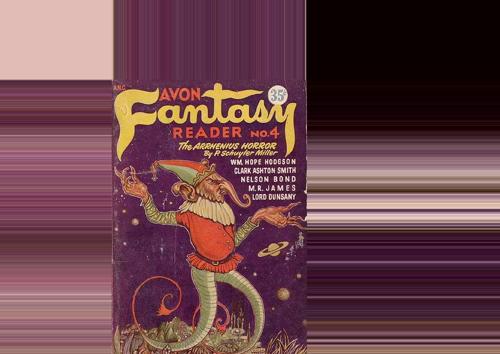 A.N.C.
AVON
35¢
Fantasy
READER NO.4
The ARRHENIUS HORROR
By P. Schuyler Miller
WM. HOPE HODGSON
CLARK ASHTON SMITH
NELSON BOND
M.R. JAMES
LORD DUNSANY